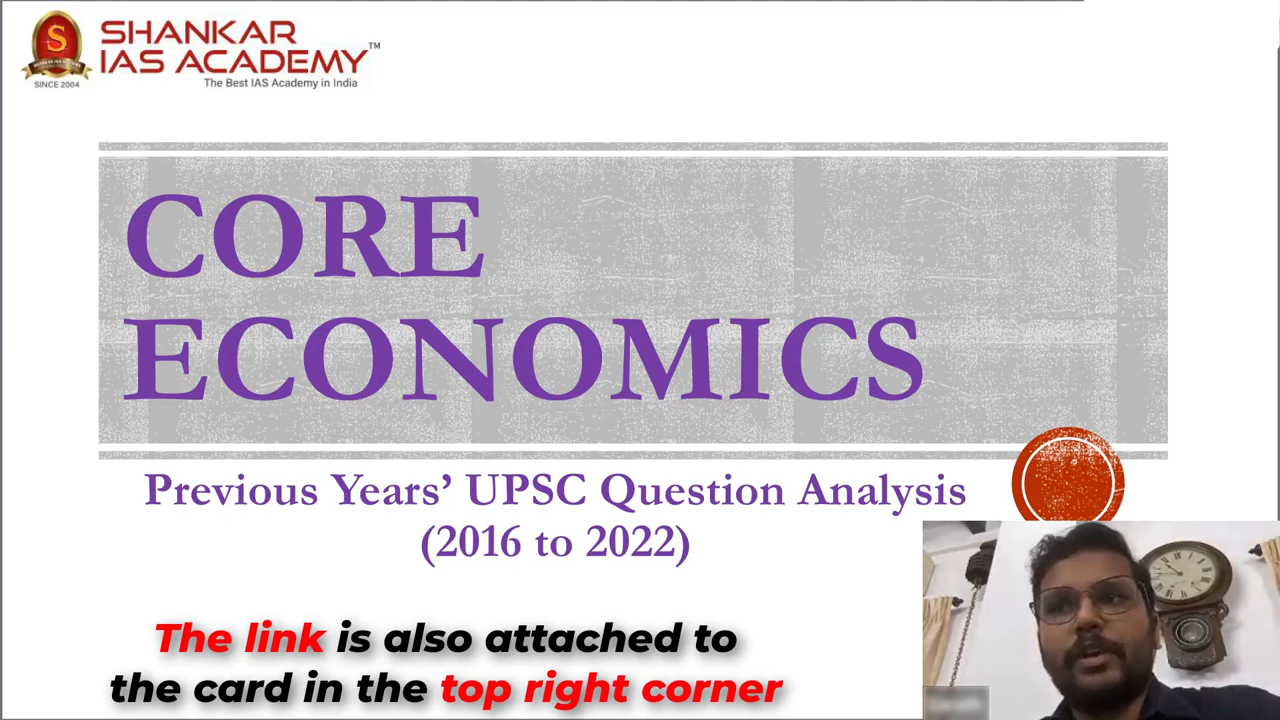 SHANKAR
IAS ACADEMY™
The Best IAS Academy in India
S
SINCE 2004
CORE
ECONOMICS
Previous Years’ UPSC Question Analysis
(2016 to 2022)
The link is also attached to
the card in the top right corner